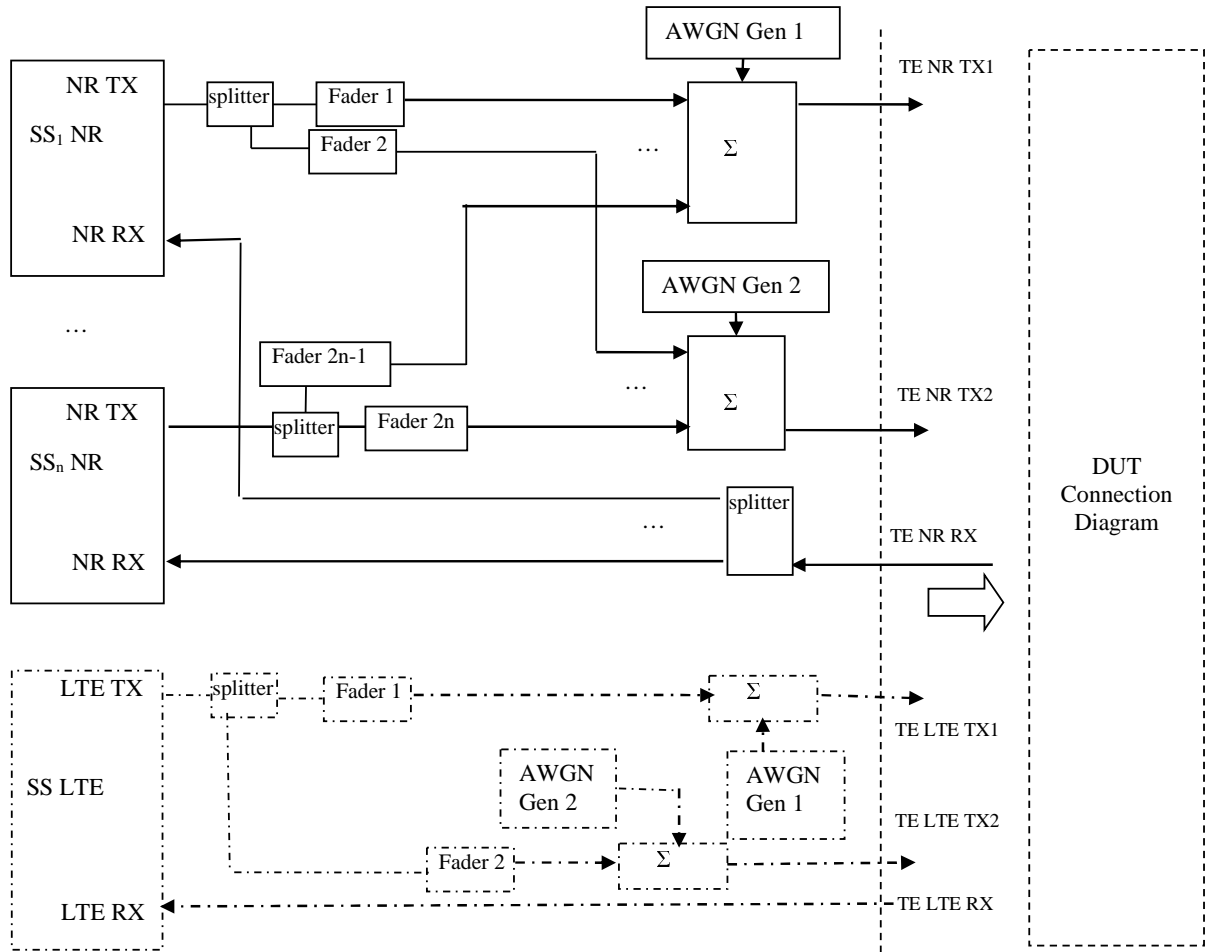 AWGN Gen 1
TE NR TX1
NR TX
splitter
Fader 1
SS₁ NR
Fader 2
…
Σ
NR RX
AWGN Gen 2
…
Fader 2n-1
…
Σ
TE NR TX2
NR TX
splitter
Fader 2n
SSₙ NR
DUT
Connection
Diagram
splitter
…
TE NR RX
NR RX
LTE TX
splitter
Fader 1
Σ
TE LTE TX1
SS LTE
AWGN
Gen 2
AWGN
Gen 1
TE LTE TX2
Fader 2
Σ
LTE RX
TE LTE RX